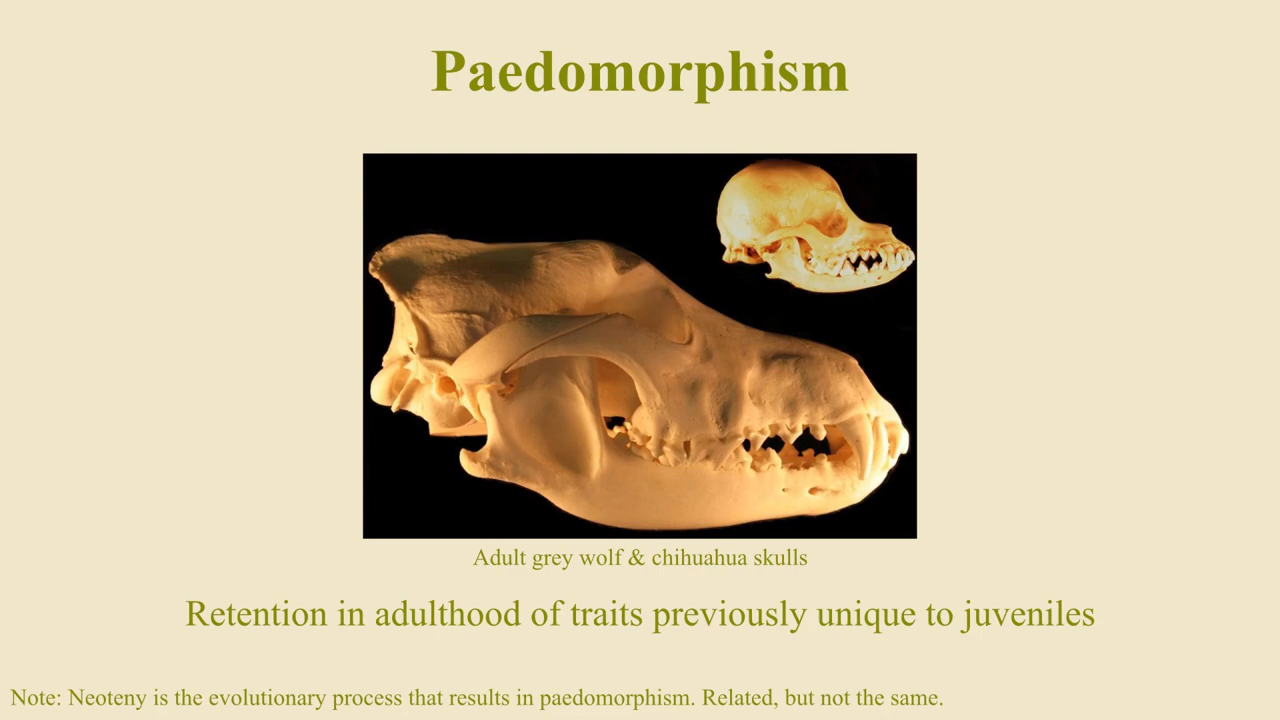 Paedomorphism
Adult grey wolf & chihuahua skulls
Retention in adulthood of traits previously unique to juveniles
Note: Neoteny is the evolutionary process that results in paedomorphism. Related, but not the same.